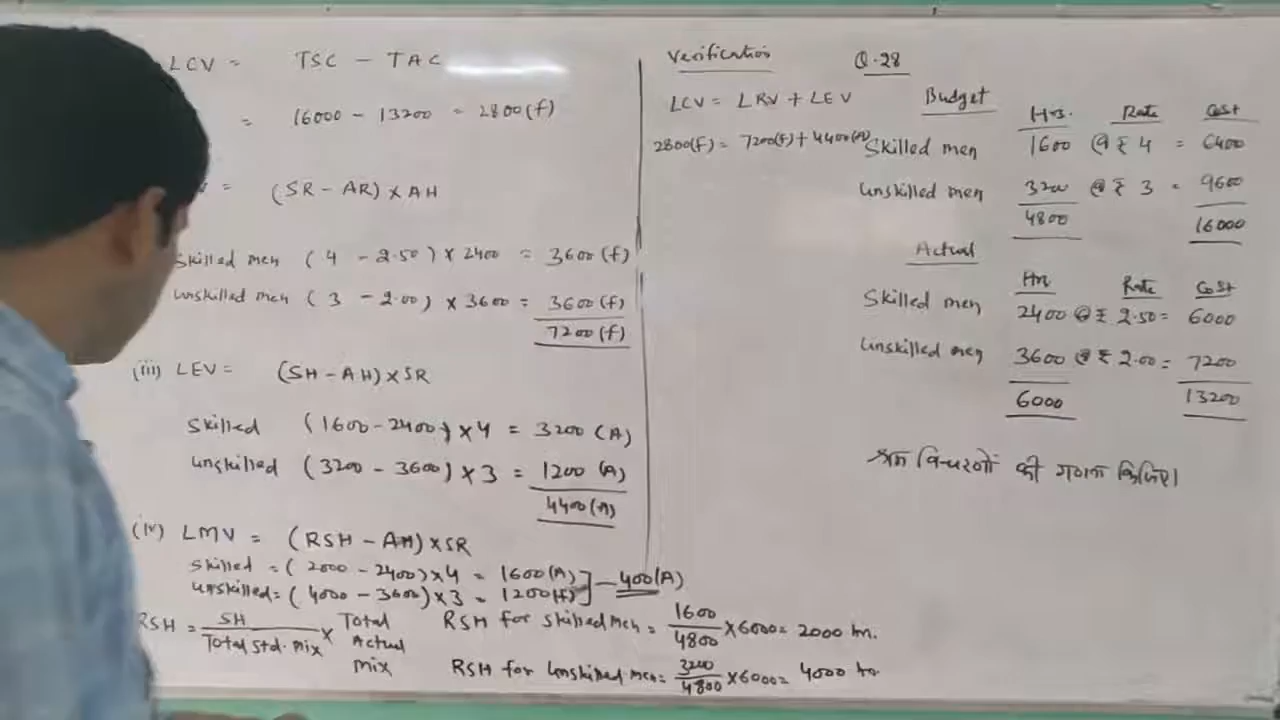 LCV = TSC - TAC
= 16000 - 13200 = 2800(f)
= (SR - AR) × AH
Skilled men (4 - 2.50) × 2400 = 3600(f)
Unskilled men (3 - 2.00) × 3600 = 3600(f)
7200(f)
(iii) LEV = (SH - AH) × SR
Skilled (1600 - 2400) × 4 = 3200 (A)
Unskilled (3200 - 3600) × 3 = 1200 (A)
4400(A)
(iv) LMV = (RSH - AH) × SR
Skilled = (2000 - 2400) × 4 = 1600(A)
Unskilled = (4000 - 3600) × 3 = 1200(f) ] - 400(A)
RSH = SH / Total Std. mix × Total Actual mix
RSH for Skilled men = 1600/4800 × 6000 = 2000 hr.
RSH for Unskilled men = 3200/4800 × 6000 = 4000 hr
Verification
LCV = LRV + LEV
2800(f) = 7200(f) + 4400(A)
Q.28
Budget
Hrs. Rate Cost
Skilled men 1600 @ ₹ 4 = 6400
Unskilled men 3200 @ ₹ 3 = 9600
4800 16000
Actual
Hrs Rate Cost
Skilled men 2400 @ ₹ 2.50 = 6000
Unskilled men 3600 @ ₹ 2.00 = 7200
6000 13200
श्रम की